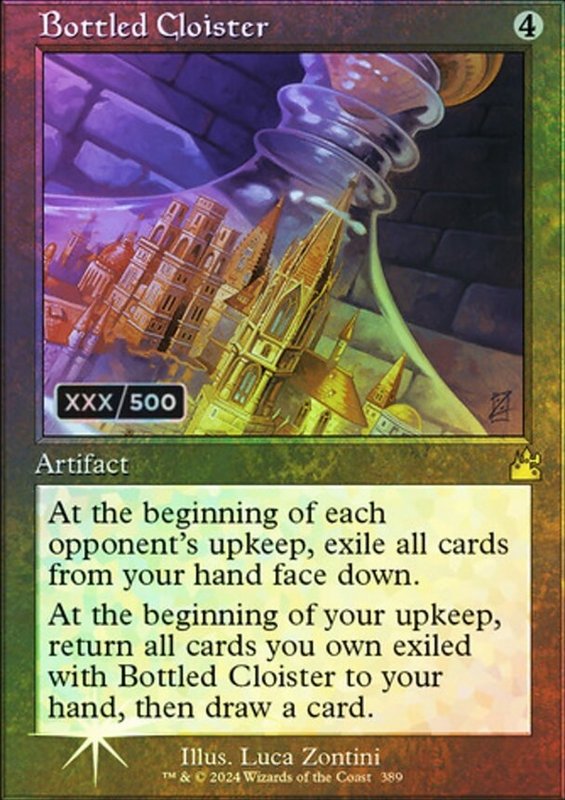 Bottled Cloister
4
XXX/500
Artifact
At the beginning of each
opponent's upkeep, exile all cards
from your hand face down.
At the beginning of your upkeep,
return all cards you own exiled
with Bottled Cloister to your
hand, then draw a card.
Illus. Luca Zontini
™ & © 2024 Wizards of the Coast 389